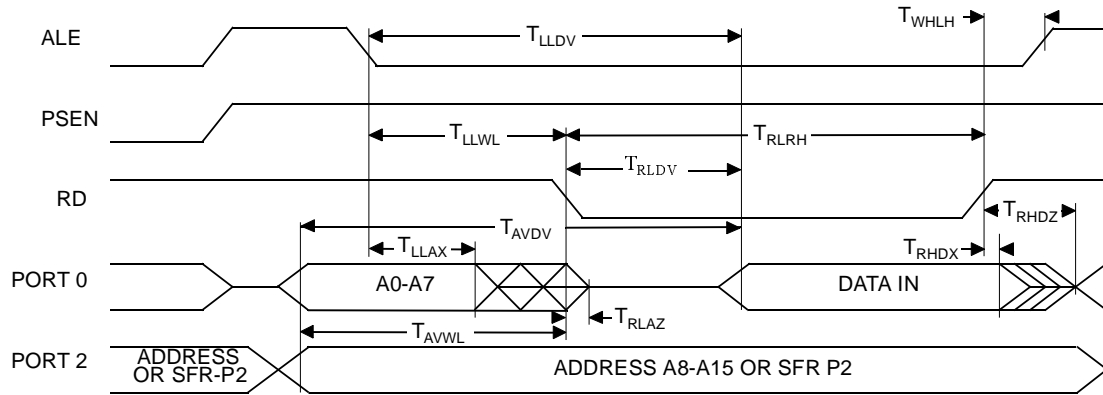 ALE
T_WHLH
T_LLDV
PSEN
T_LLWL
T_RLRH
T_RLDV
RD
T_RHDZ
T_AVDV
T_LLAX
T_RHDX
PORT 0
A0-A7
DATA IN
T_RLAZ
T_AVWL
PORT 2
ADDRESS
OR SFR-P2
ADDRESS A8-A15 OR SFR P2